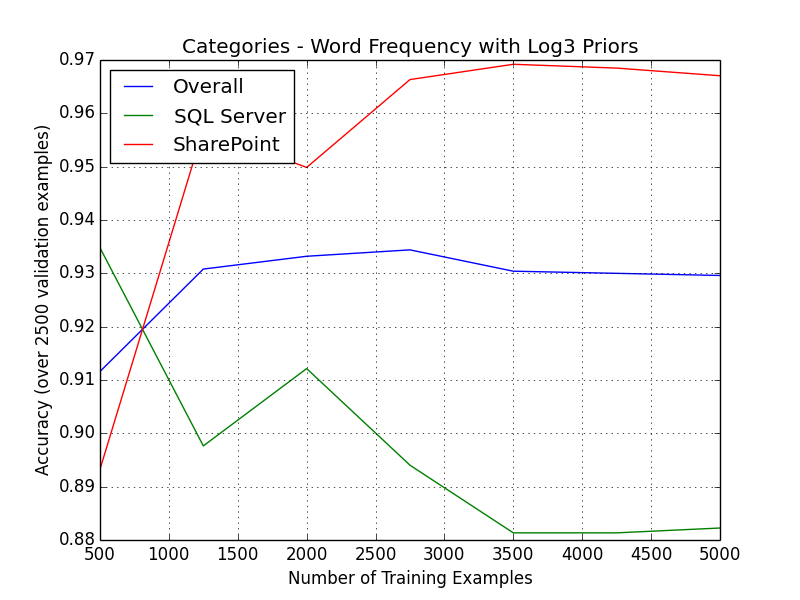 Categories - Word Frequency with Log3 Priors
0.97
0.96
0.95
0.94
0.93
0.92
0.91
0.90
0.89
0.88
Accuracy (over 2500 validation examples)
Overall
SQL Server
SharePoint
500 1000 1500 2000 2500 3000 3500 4000 4500 5000
Number of Training Examples